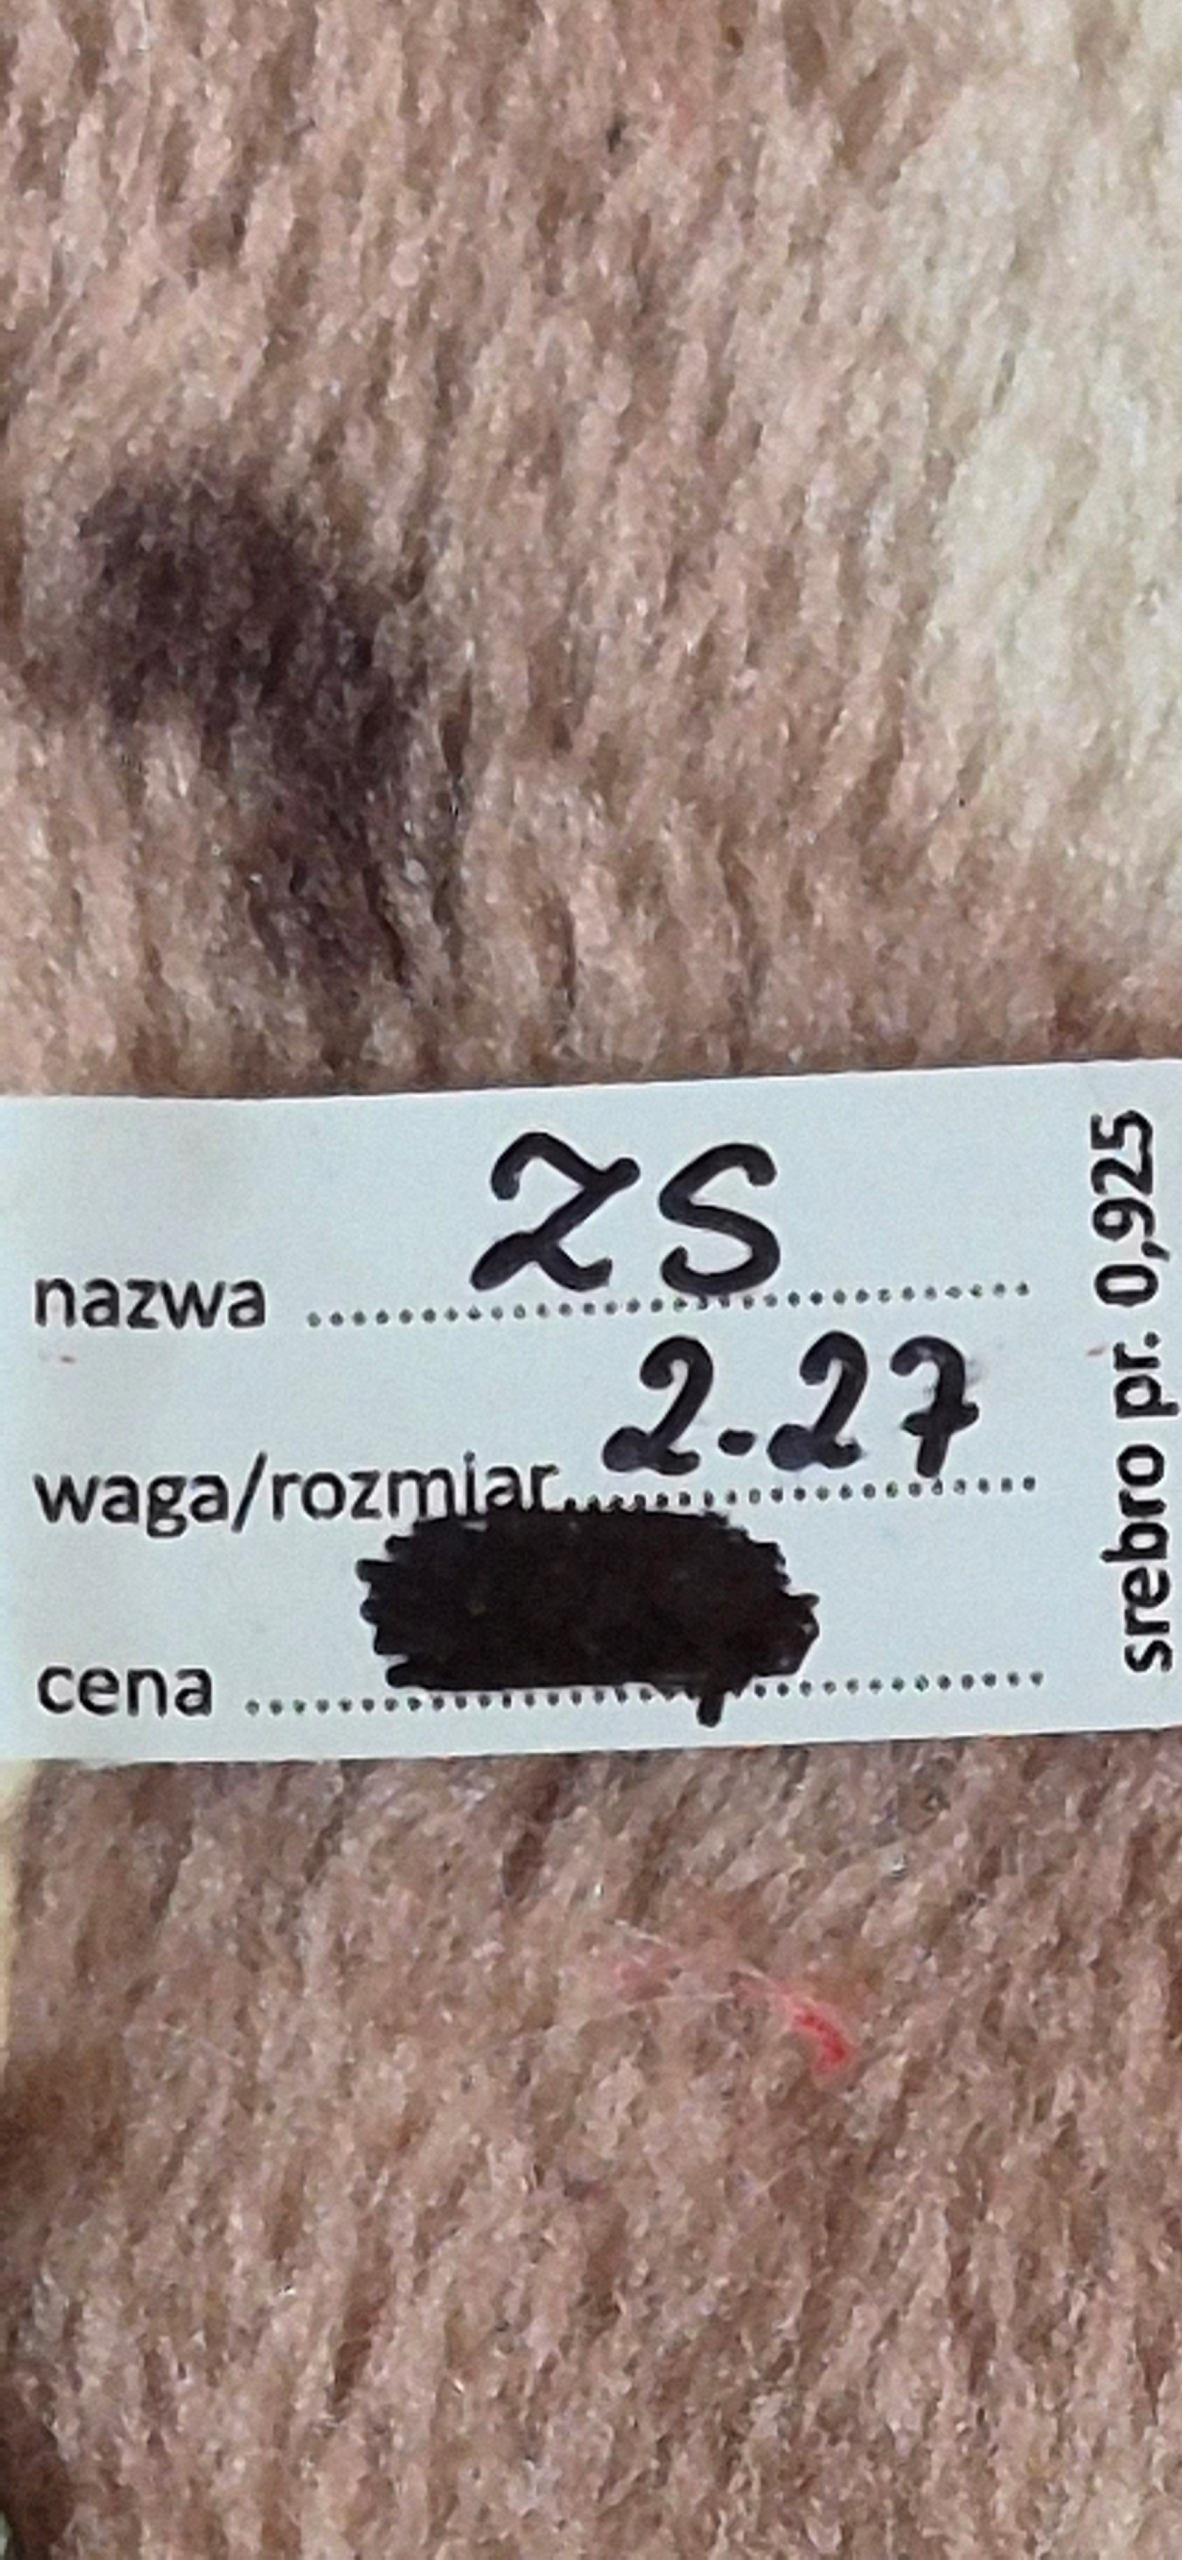 nazwa ZS
waga/rozmiar 2-27
cena
srebro pr. 0,925